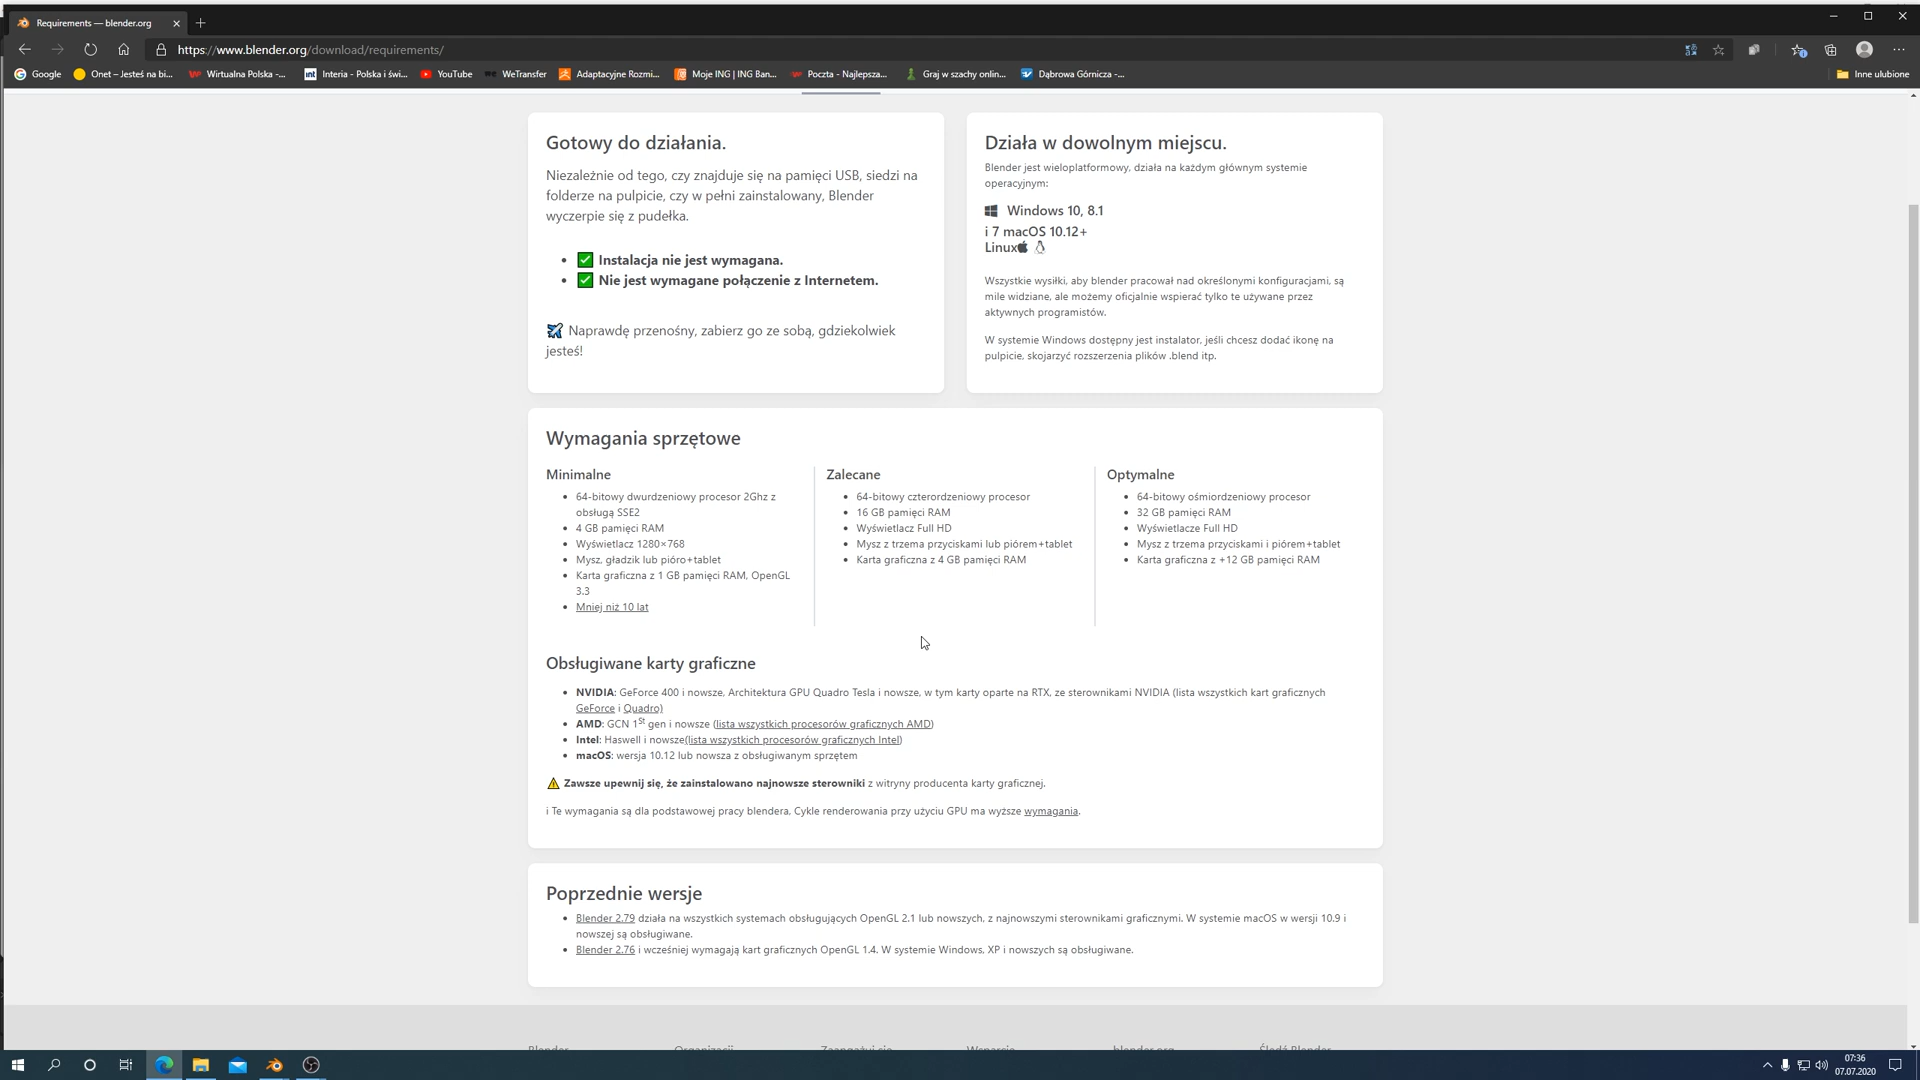 Requirements — blender.org
https://www.blender.org/download/requirements/
Google
Onet – Jesteś na bi...
Wirtualna Polska -...
Interia - Polska i świ...
YouTube
WeTransfer
Adaptacyjne Rozmi...
Moje ING | ING Ban...
Poczta - Najlepsza...
Graj w szachy onlin...
Dąbrowa Górnicza -...
Inne ulubione
Gotowy do działania.
Niezależnie od tego, czy znajduje się na pamięci USB, siedzi na
folderze na pulpicie, czy w pełni zainstalowany, Blender
wyczerpie się z pudełka.
Instalacja nie jest wymagana.
Nie jest wymagane połączenie z Internetem.
Naprawdę przenośny, zabierz go ze sobą, gdziekolwiek
jesteś!
Działa w dowolnym miejscu.
Blender jest wieloplatformowy, działa na każdym głównym systemie
operacyjnym:
Windows 10, 8.1
i 7 macOS 10.12+
Linux
Wszystkie wysiłki, aby blender pracował nad określonymi konfiguracjami, są
mile widziane, ale możemy oficjalnie wspierać tylko te używane przez
aktywnych programistów.
W systemie Windows dostępny jest instalator, jeśli chcesz dodać ikonę na
pulpicie, skojarzyć rozszerzenia plików .blend itp.
Wymagania sprzętowe
Minimalne
64-bitowy dwurdzeniowy procesor 2Ghz z
obsługą SSE2
4 GB pamięci RAM
Wyświetlacz 1280×768
Mysz, gładzik lub pióro+tablet
Karta graficzna z 1 GB pamięci RAM, OpenGL
3.3
Mniej niż 10 lat
Zalecane
64-bitowy czterordzeniowy procesor
16 GB pamięci RAM
Wyświetlacz Full HD
Mysz z trzema przyciskami lub piórem+tablet
Karta graficzna z 4 GB pamięci RAM
Optymalne
64-bitowy ośmiordzeniowy procesor
32 GB pamięci RAM
Wyświetlacze Full HD
Mysz z trzema przyciskami i piórem+tablet
Karta graficzna z +12 GB pamięci RAM
Obsługiwane karty graficzne
NVIDIA: GeForce 400 i nowsze, Architektura GPU Quadro Tesla i nowsze, w tym karty oparte na RTX, ze sterownikami NVIDIA (lista wszystkich kart graficznych
GeForce i Quadro)
AMD: GCN 1St gen i nowsze (lista wszystkich procesorów graficznych AMD)
Intel: Haswell i nowsze(lista wszystkich procesorów graficznych Intel)
macOS: wersja 10.12 lub nowsza z obsługiwanym sprzętem
Zawsze upewnij się, że zainstalowano najnowsze sterowniki z witryny producenta karty graficznej.
i Te wymagania są dla podstawowej pracy blendera, Cykle renderowania przy użyciu GPU ma wyższe wymagania.
Poprzednie wersje
Blender 2.79 działa na wszystkich systemach obsługujących OpenGL 2.1 lub nowszych, z najnowszymi sterownikami graficznymi. W systemie macOS w wersji 10.9 i
nowszej są obsługiwane.
Blender 2.76 i wcześniej wymagają kart graficznych OpenGL 1.4. W systemie Windows, XP i nowszych są obsługiwane.
Blender
Organizacji
Zaangażuj się
Wsparcie
blender.org
Śledź Blender
07:36
07.07.2020